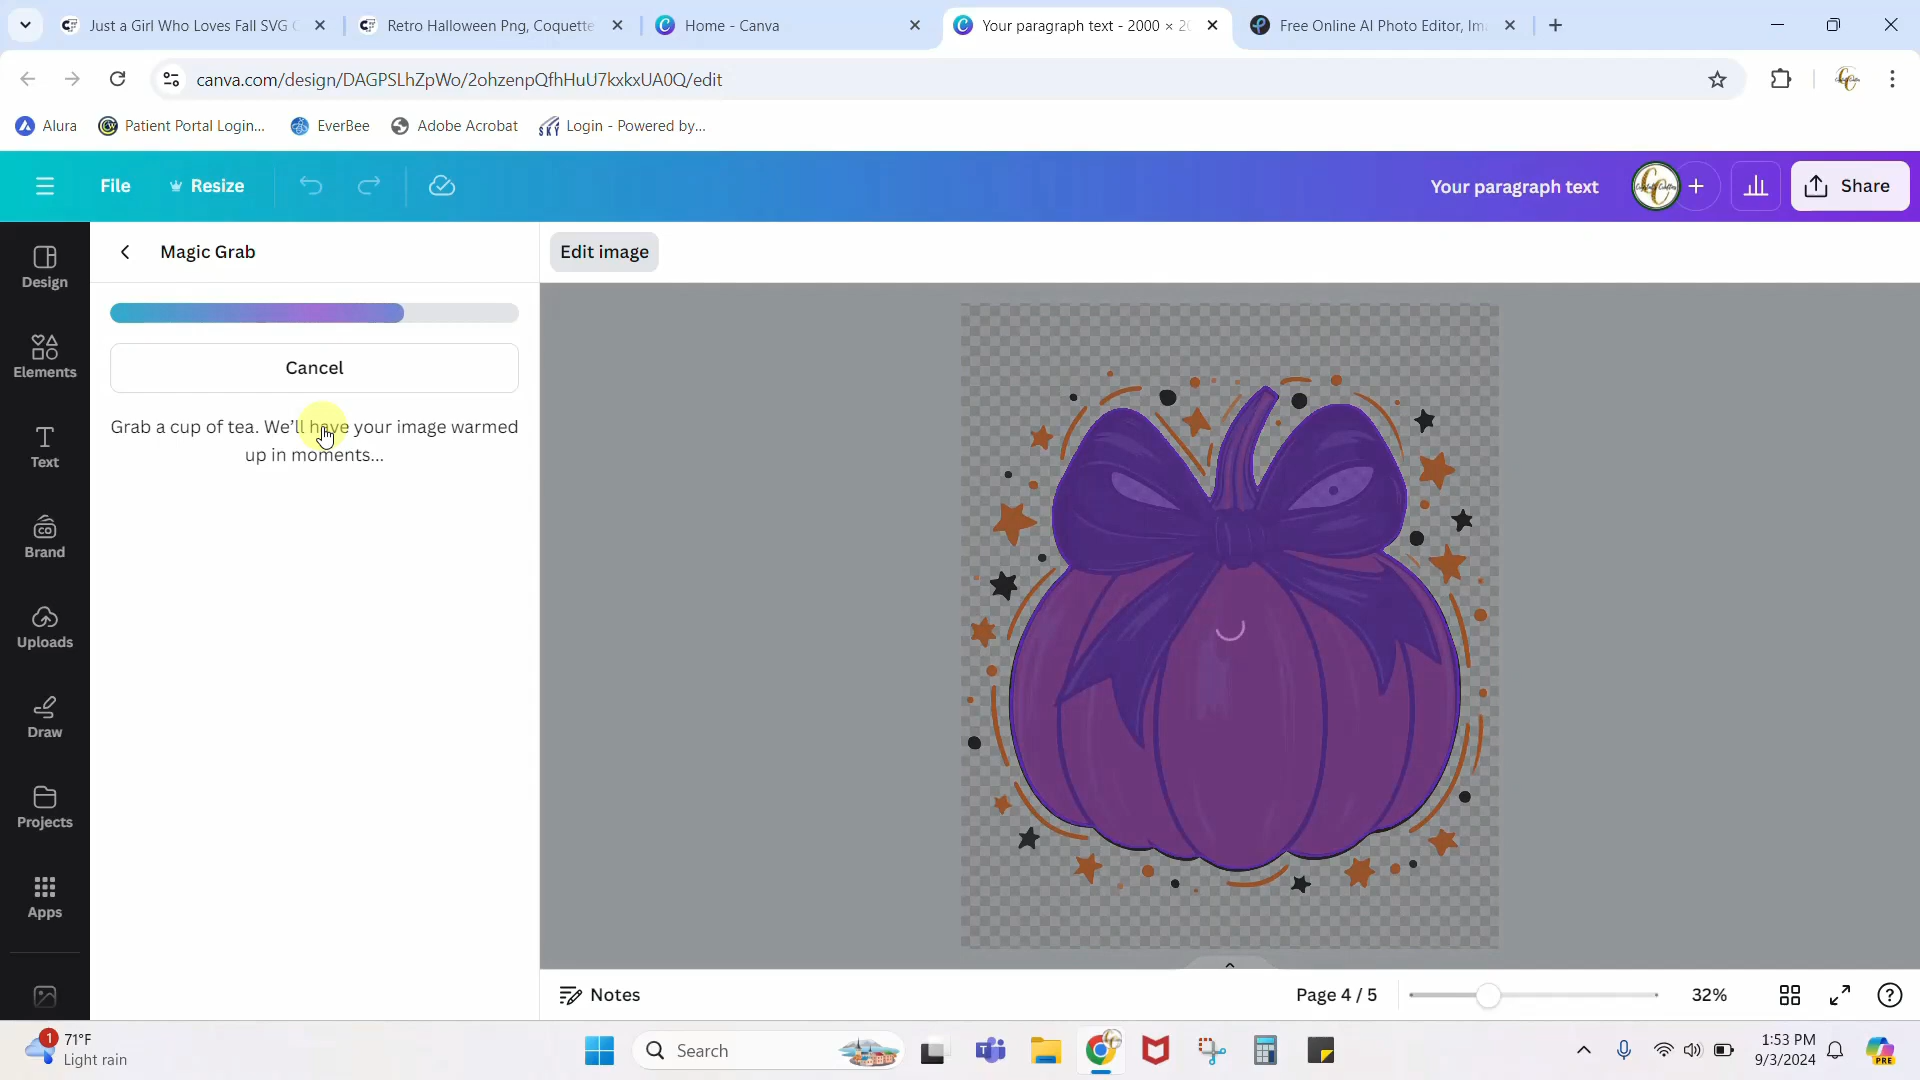 Just a Girl Who Loves Fall SVG C
Retro Halloween Png, Coquette
Home - Canva
Your paragraph text - 2000 × 20
Free Online AI Photo Editor, Im
canva.com/design/DAGPSLhZpWo/2ohzenpQfhHuU7kxkxUA0Q/edit
Alura
Patient Portal Login...
EverBee
Adobe Acrobat
Login - Powered by...
File
Resize
Your paragraph text
Share
Design
Elements
Text
Brand
Uploads
Draw
Projects
Apps
Magic Grab
Cancel
Grab a cup of tea. We'll have your image warmed
up in moments...
Edit image
Notes
Page 4 / 5
32%
1
71°F
Light rain
Search
1:53 PM
9/3/2024
PRE